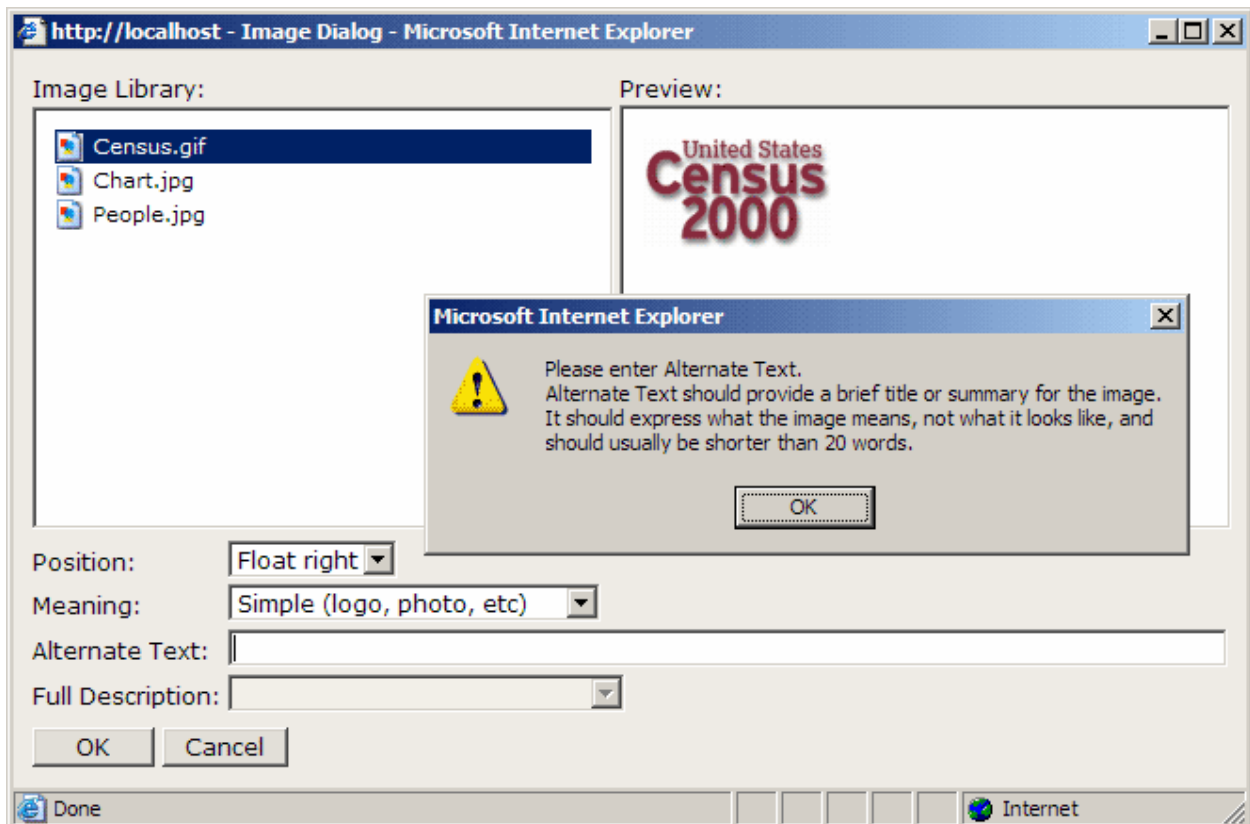 http://localhost - Image Dialog - Microsoft Internet Explorer
Image Library:
Preview:
Census.gif
Chart.jpg
People.jpg
United States
Census
2000
Microsoft Internet Explorer
Please enter Alternate Text.
Alternate Text should provide a brief title or summary for the image.
It should express what the image means, not what it looks like, and
should usually be shorter than 20 words.
OK
Position:
Float right
Meaning:
Simple (logo, photo, etc)
Alternate Text:
Full Description:
OK
Cancel
Done
Internet